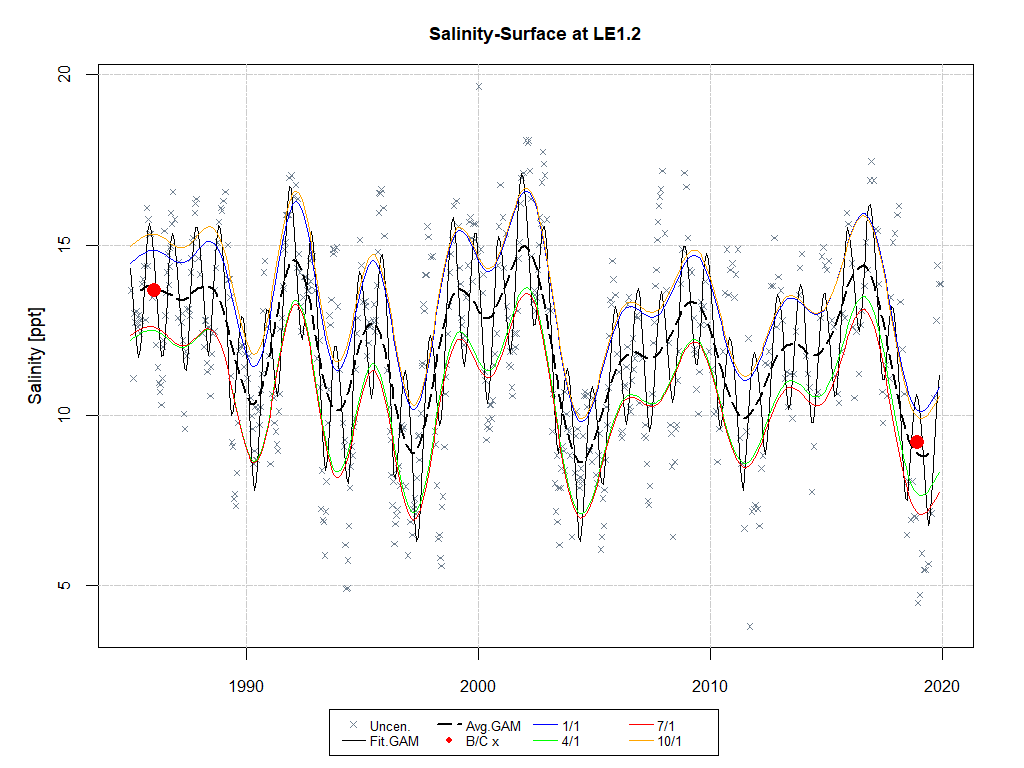 Salinity-Surface at LE1.2
Salinity [ppt]
20
15
10
5
1990 2000 2010 2020
Uncen. Avg.GAM 1/1 7/1
Fit.GAM B/C x 4/1 10/1